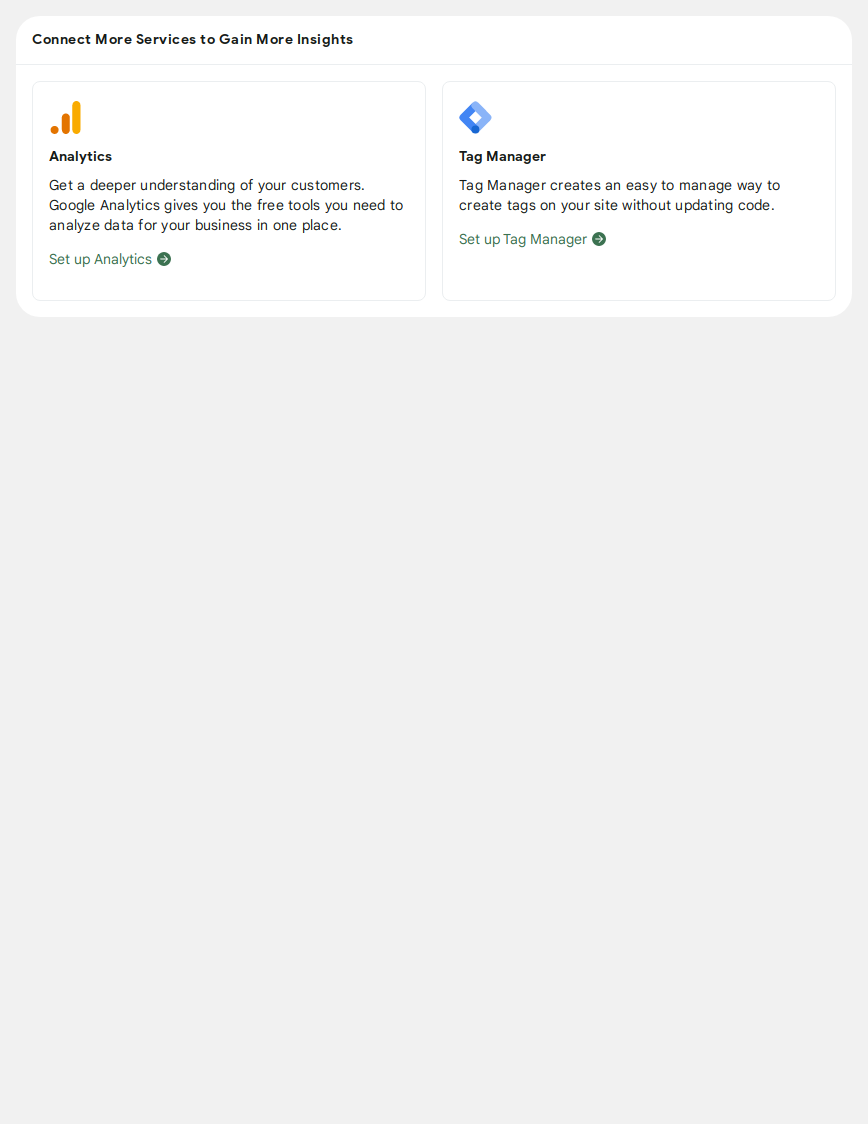 Connect More Services to Gain More Insights
Analytics
Get a deeper understanding of your customers.
Google Analytics gives you the free tools you need to
analyze data for your business in one place.
Set up Analytics
Tag Manager
Tag Manager creates an easy to manage way to
create tags on your site without updating code.
Set up Tag Manager